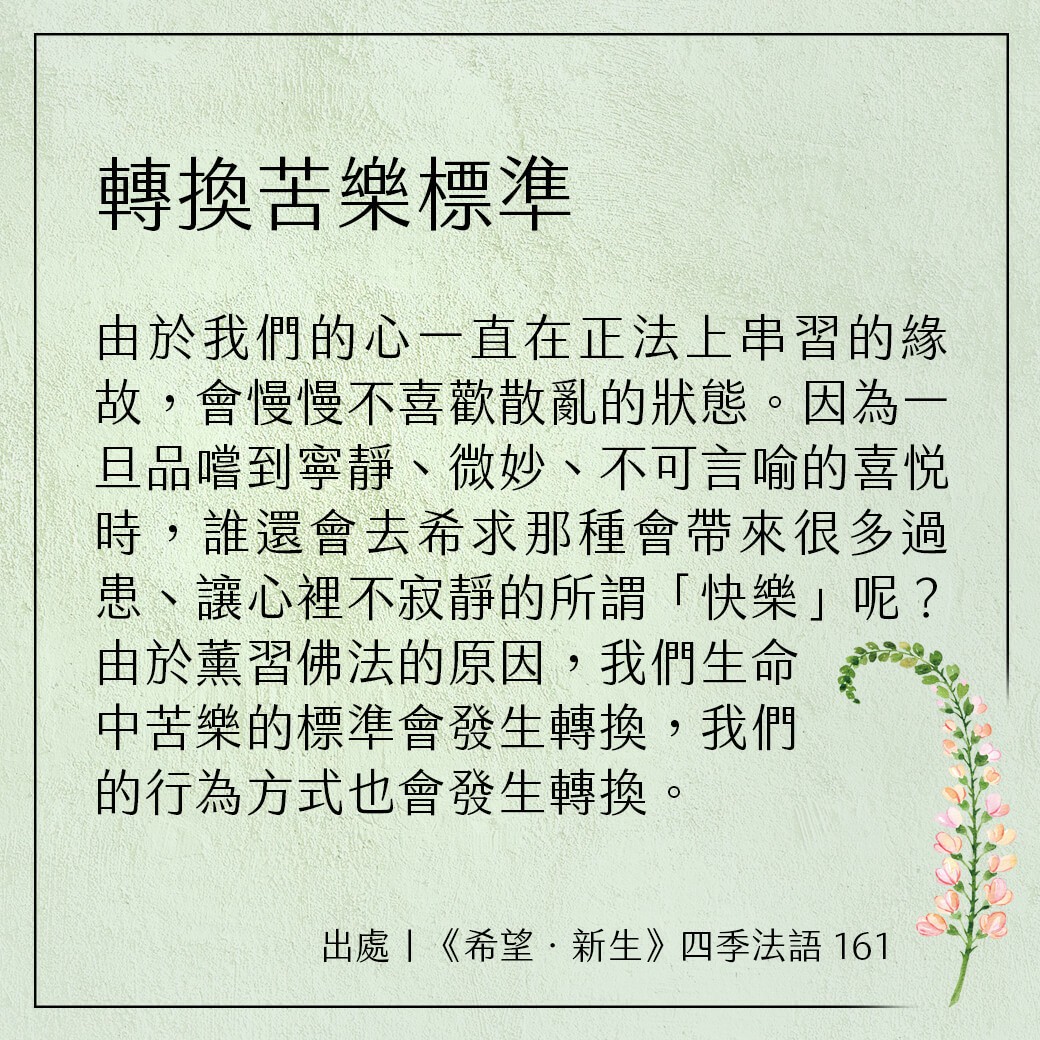 轉換苦樂標準
由於我們的心一直在正法上串習的緣
故，會慢慢不喜歡散亂的狀態。因為一
旦品嚐到寧靜、微妙、不可言喻的喜悅
時，誰還會去希求那種會帶來很多過
患、讓心裡不寂靜的所謂「快樂」呢？
由於薰習佛法的原因，我們生命
中苦樂的標準會發生轉換，我們
的行為方式也會發生轉換。
出處｜《希望．新生》四季法語 161